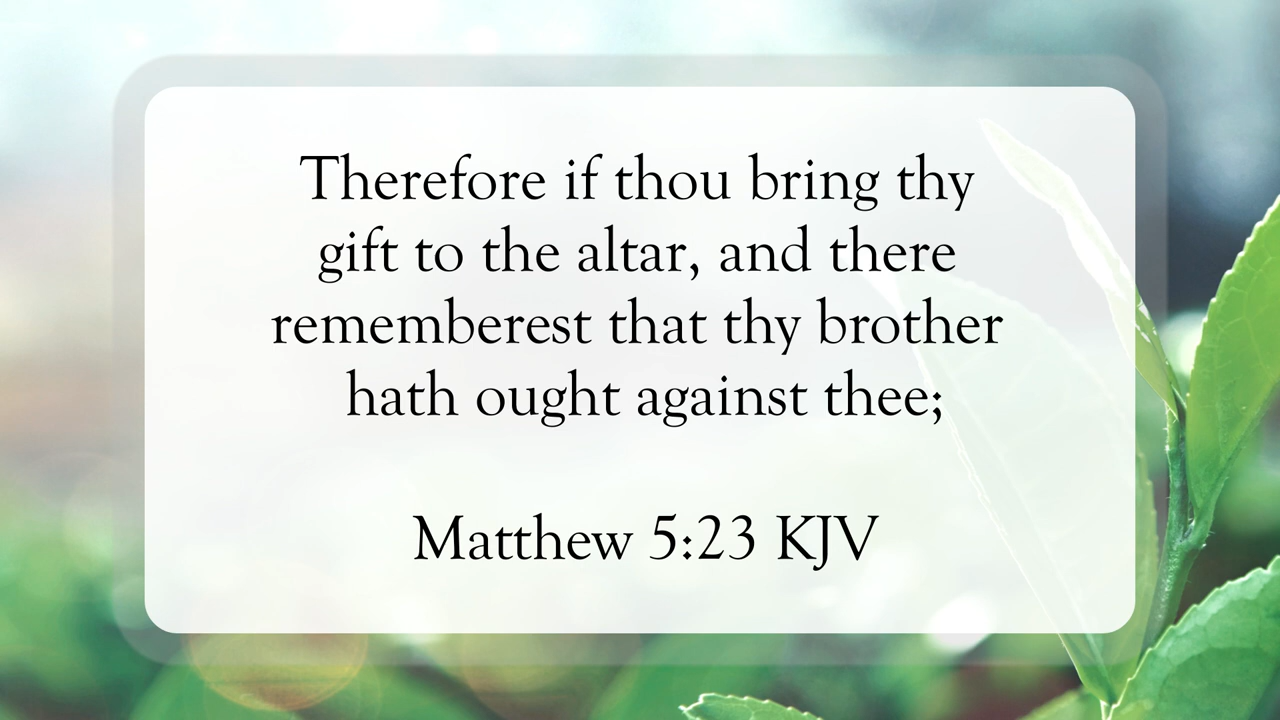 Therefore if thou bring thy
gift to the altar, and there
rememberest that thy brother
hath ought against thee;
Matthew 5:23 KJV